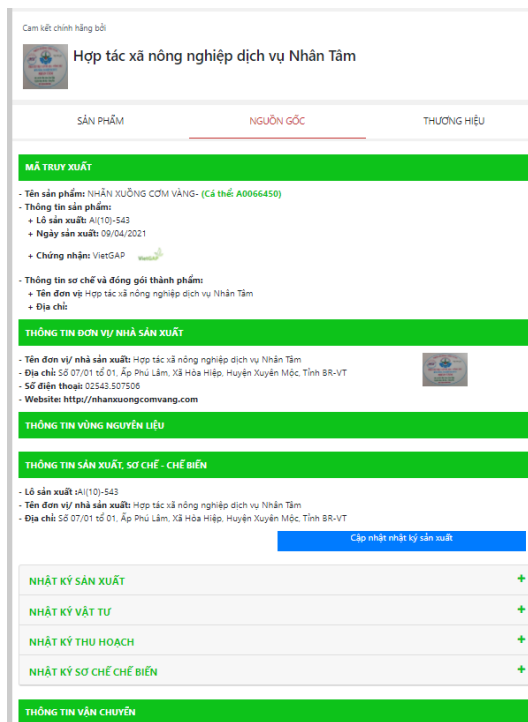 Cam kết chính hãng bởi
Hợp tác xã nông nghiệp dịch vụ Nhân Tâm
SẢN PHẨM
NGUỒN GỐC
THƯƠNG HIỆU
MÃ TRUY XUẤT
- Tên sản phẩm: NHÃN XUỒNG CƠM VÀNG- (Cá thể: A0066450)
- Thông tin sản phẩm:
+ Lô sản xuất: AI(10)-543
+ Ngày sản xuất: 09/04/2021
+ Chứng nhận: VietGAP
- Thông tin sơ chế và đóng gói thành phẩm:
+ Tên đơn vị: Hợp tác xã nông nghiệp dịch vụ Nhân Tâm
+ Địa chỉ:
THÔNG TIN ĐƠN VỊ/ NHÀ SẢN XUẤT
- Tên đơn vị/ nhà sản xuất: Hợp tác xã nông nghiệp dịch vụ Nhân Tâm
- Địa chỉ: Số 07/01 tổ 01, Ấp Phú Lâm, Xã Hòa Hiệp, Huyện Xuyên Mộc, Tỉnh BR-VT
- Số điện thoại: 02543.507506
- Website: http://nhanxuongcomvang.com
THÔNG TIN VÙNG NGUYÊN LIỆU
THÔNG TIN SẢN XUẤT, SƠ CHẾ - CHẾ BIẾN
- Lô sản xuất :AI(10)-543
- Tên đơn vị/ nhà sản xuất: Hợp tác xã nông nghiệp dịch vụ Nhân Tâm
- Địa chỉ: Số 07/01 tổ 01, Ấp Phú Lâm, Xã Hòa Hiệp, Huyện Xuyên Mộc, Tỉnh BR-VT
Cập nhật nhật ký sản xuất
NHẬT KÝ SẢN XUẤT +
NHẬT KÝ VẬT TƯ +
NHẬT KÝ THU HOẠCH +
NHẬT KÝ SƠ CHẾ CHẾ BIẾN +
THÔNG TIN VẬN CHUYỂN